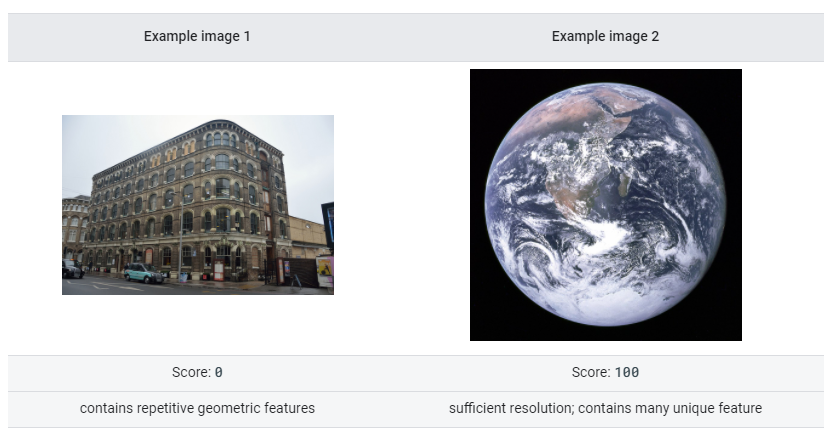 Example image 1
Example image 2
Score: 0
Score: 100
contains repetitive geometric features
sufficient resolution; contains many unique feature